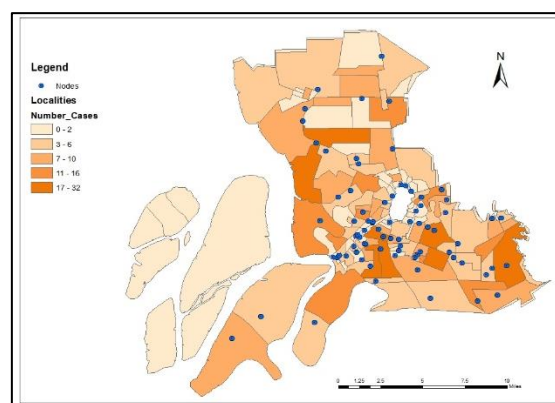 N
Legend
Nodes
Localities
Number_Cases
0 - 2
3 - 6
7 - 10
11 - 16
17 - 32
0 1.25 2.5 5 7.5 10
Miles